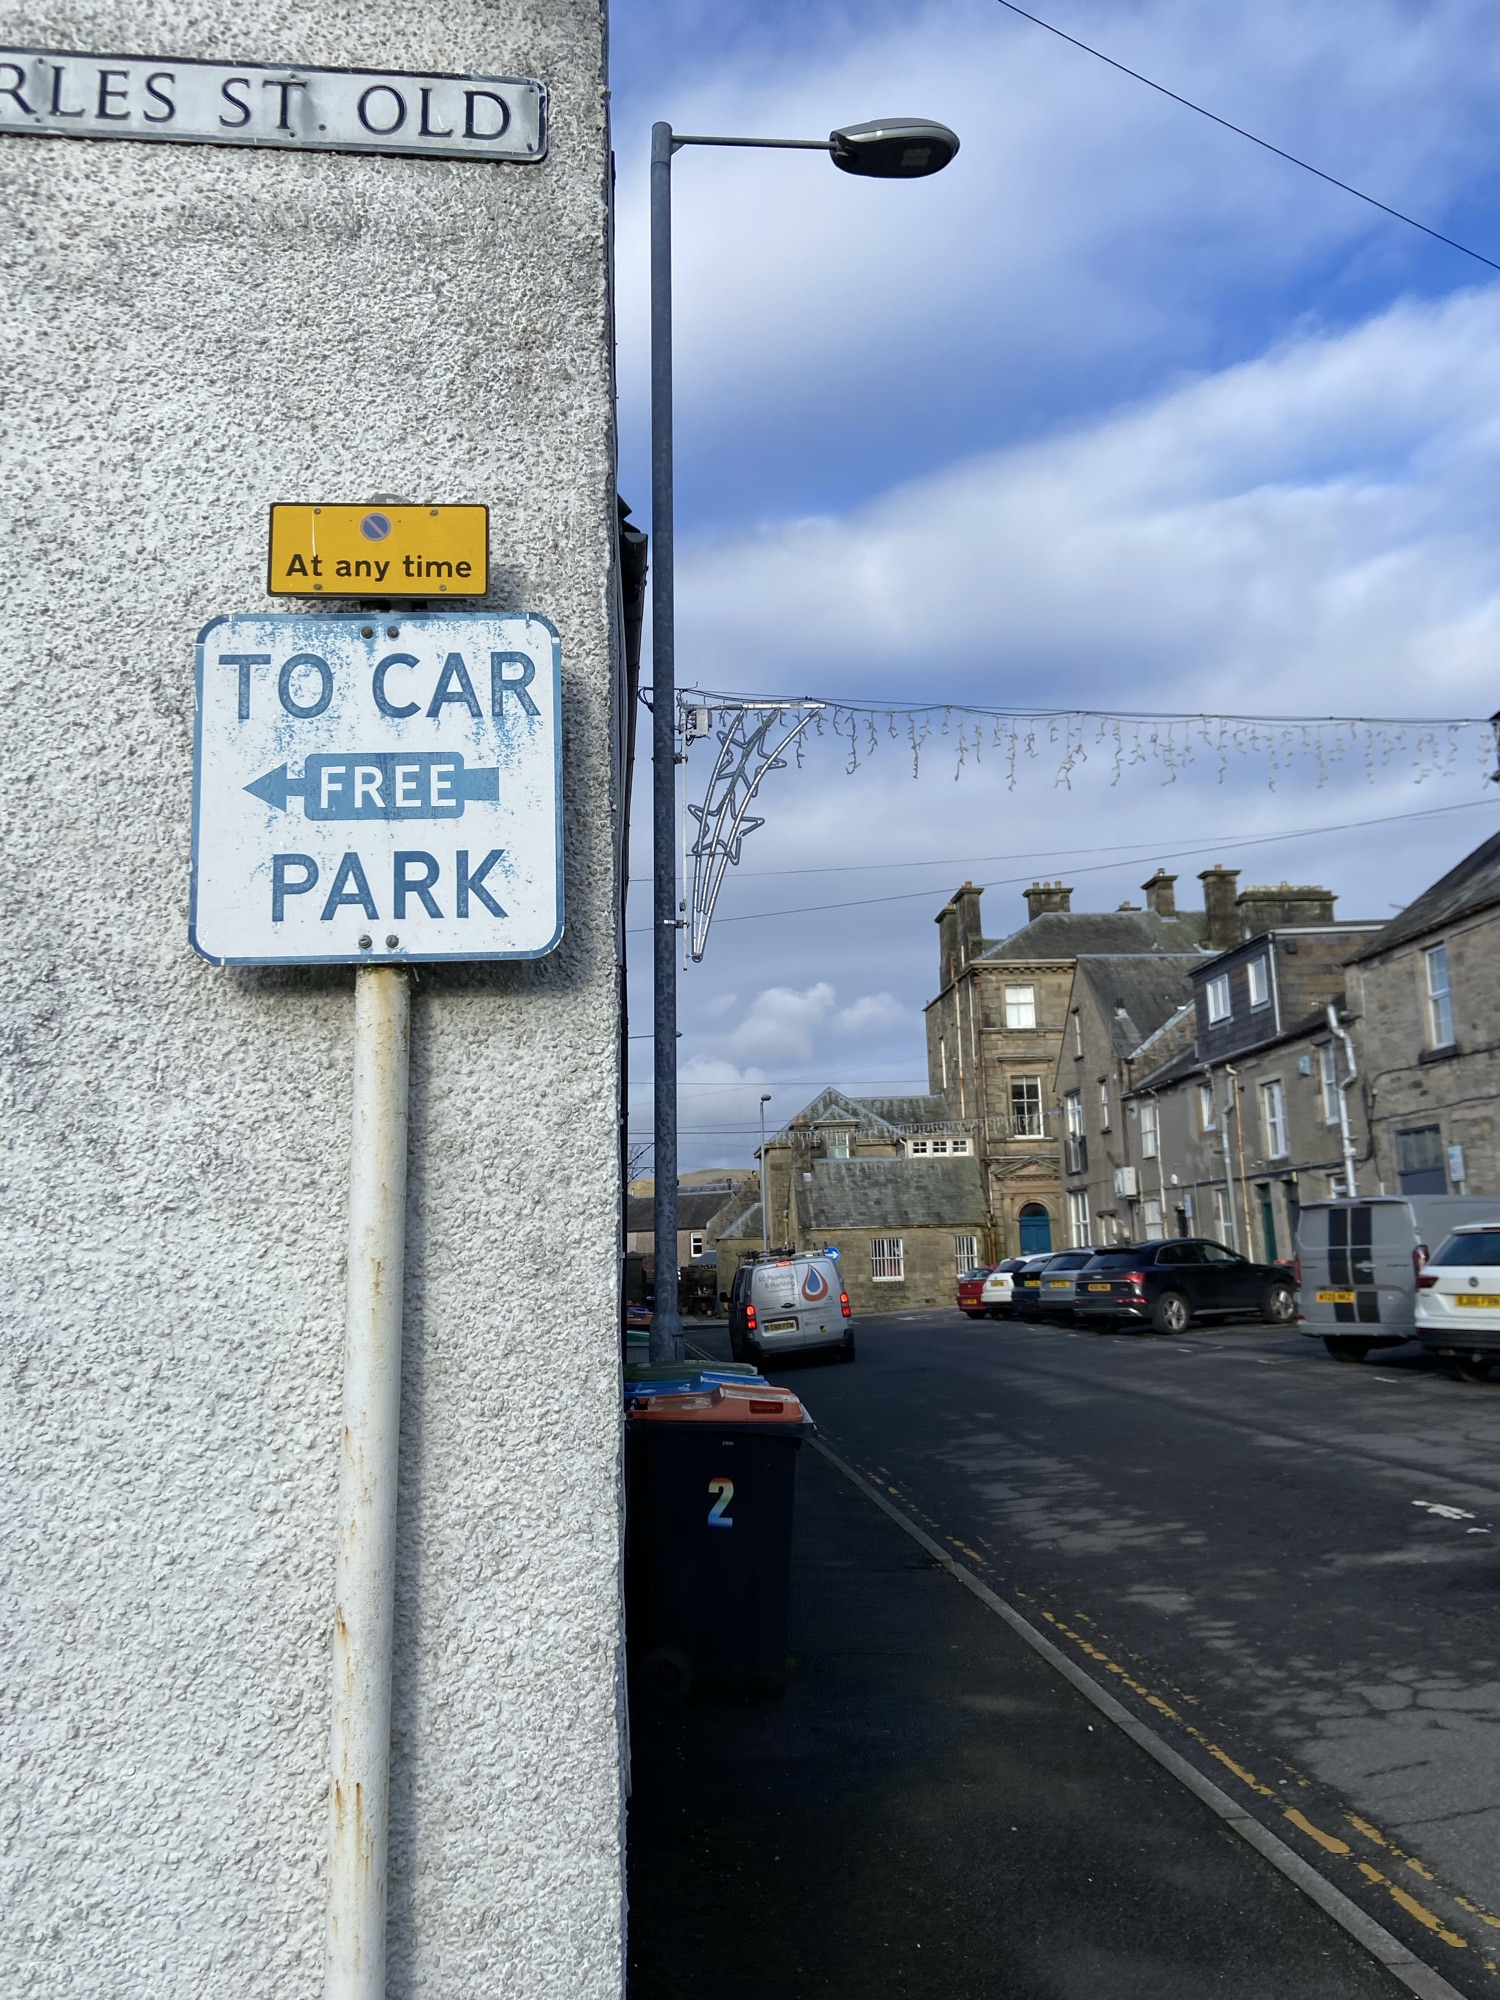 RLES ST. OLD
At any time
TO CAR
FREE
PARK
2